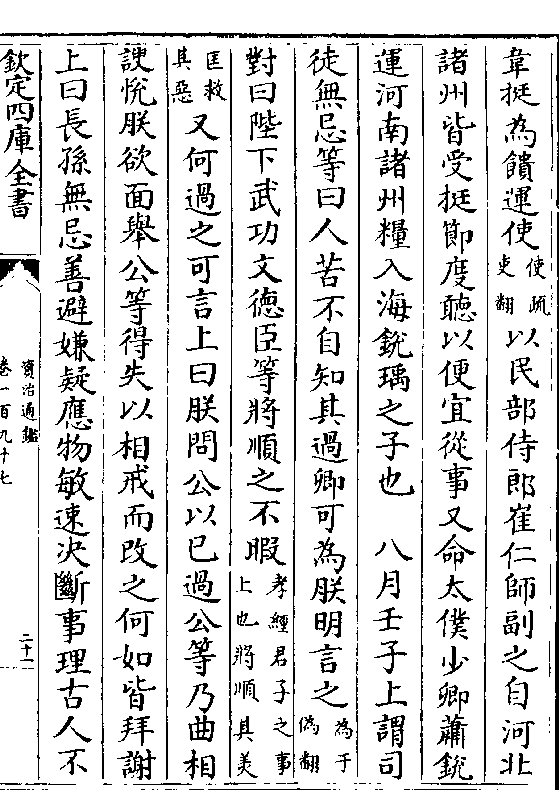 韋挺為饋運使使疏吏翻以民部侍郎崔仁師副之自河北
諸州皆受挺節度聽以便宜從事又命太僕少卿蕭銳
運河南諸州糧入海銳瑀之子也　八月壬子上謂司
徒無忌等曰人苦不自知其過卿可為朕明言之為于偽翻
對曰陛下武功文德臣等將順之不暇孝經君子之事上也將順其美
匡救其惡又何過之可言上曰朕問公以已過公等乃曲相
諛悅朕欲面舉公等得失以相戒而改之何如皆拜謝
上曰長孫無忌善避嫌疑應物敏速決斷事理古人不
欽定四庫全書
資治通鑑
卷一百九十七
二十一